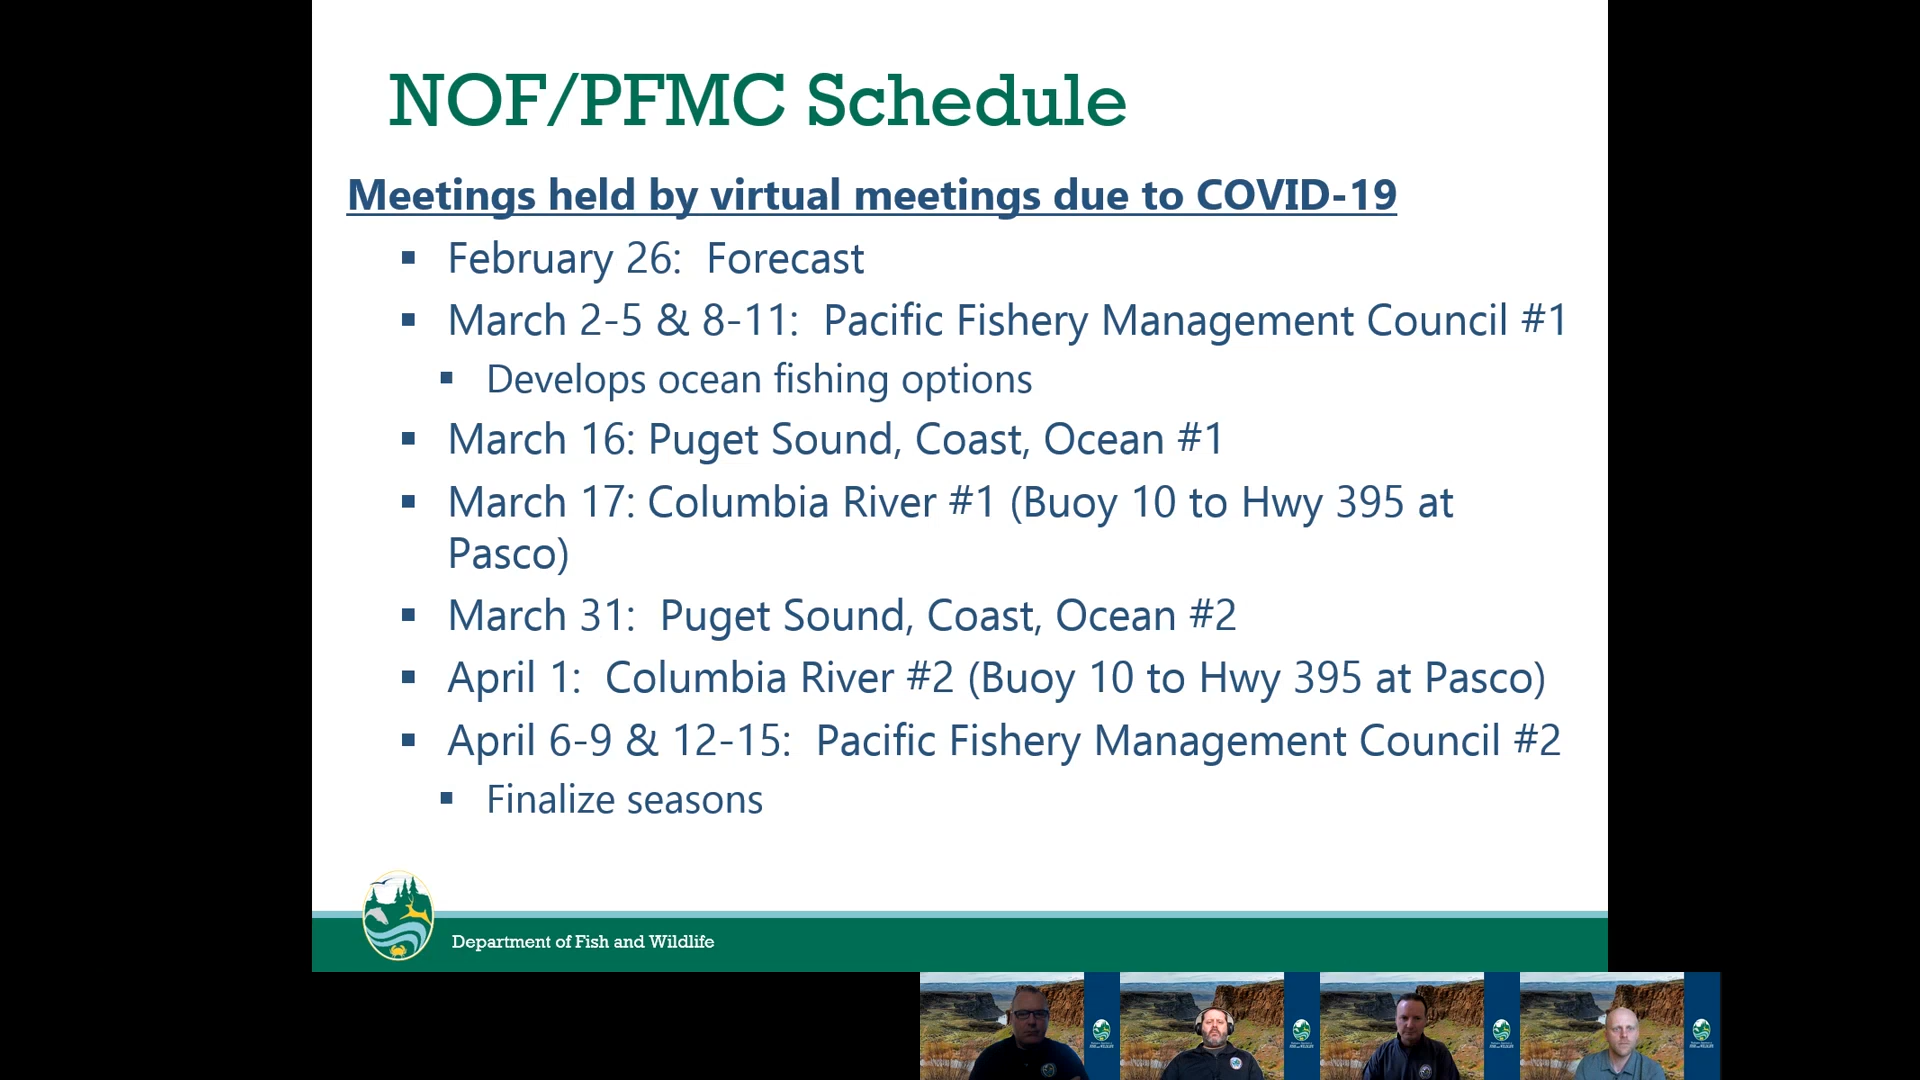 NOF/PFMC Schedule
Meetings held by virtual meetings due to COVID-19
▪ February 26:  Forecast
▪ March 2-5 & 8-11:  Pacific Fishery Management Council #1
▪ Develops ocean fishing options
▪ March 16: Puget Sound, Coast, Ocean #1
▪ March 17: Columbia River #1 (Buoy 10 to Hwy 395 at
Pasco)
▪ March 31:  Puget Sound, Coast, Ocean #2
▪ April 1:  Columbia River #2 (Buoy 10 to Hwy 395 at Pasco)
▪ April 6-9 & 12-15:  Pacific Fishery Management Council #2
▪ Finalize seasons
Department of Fish and Wildlife